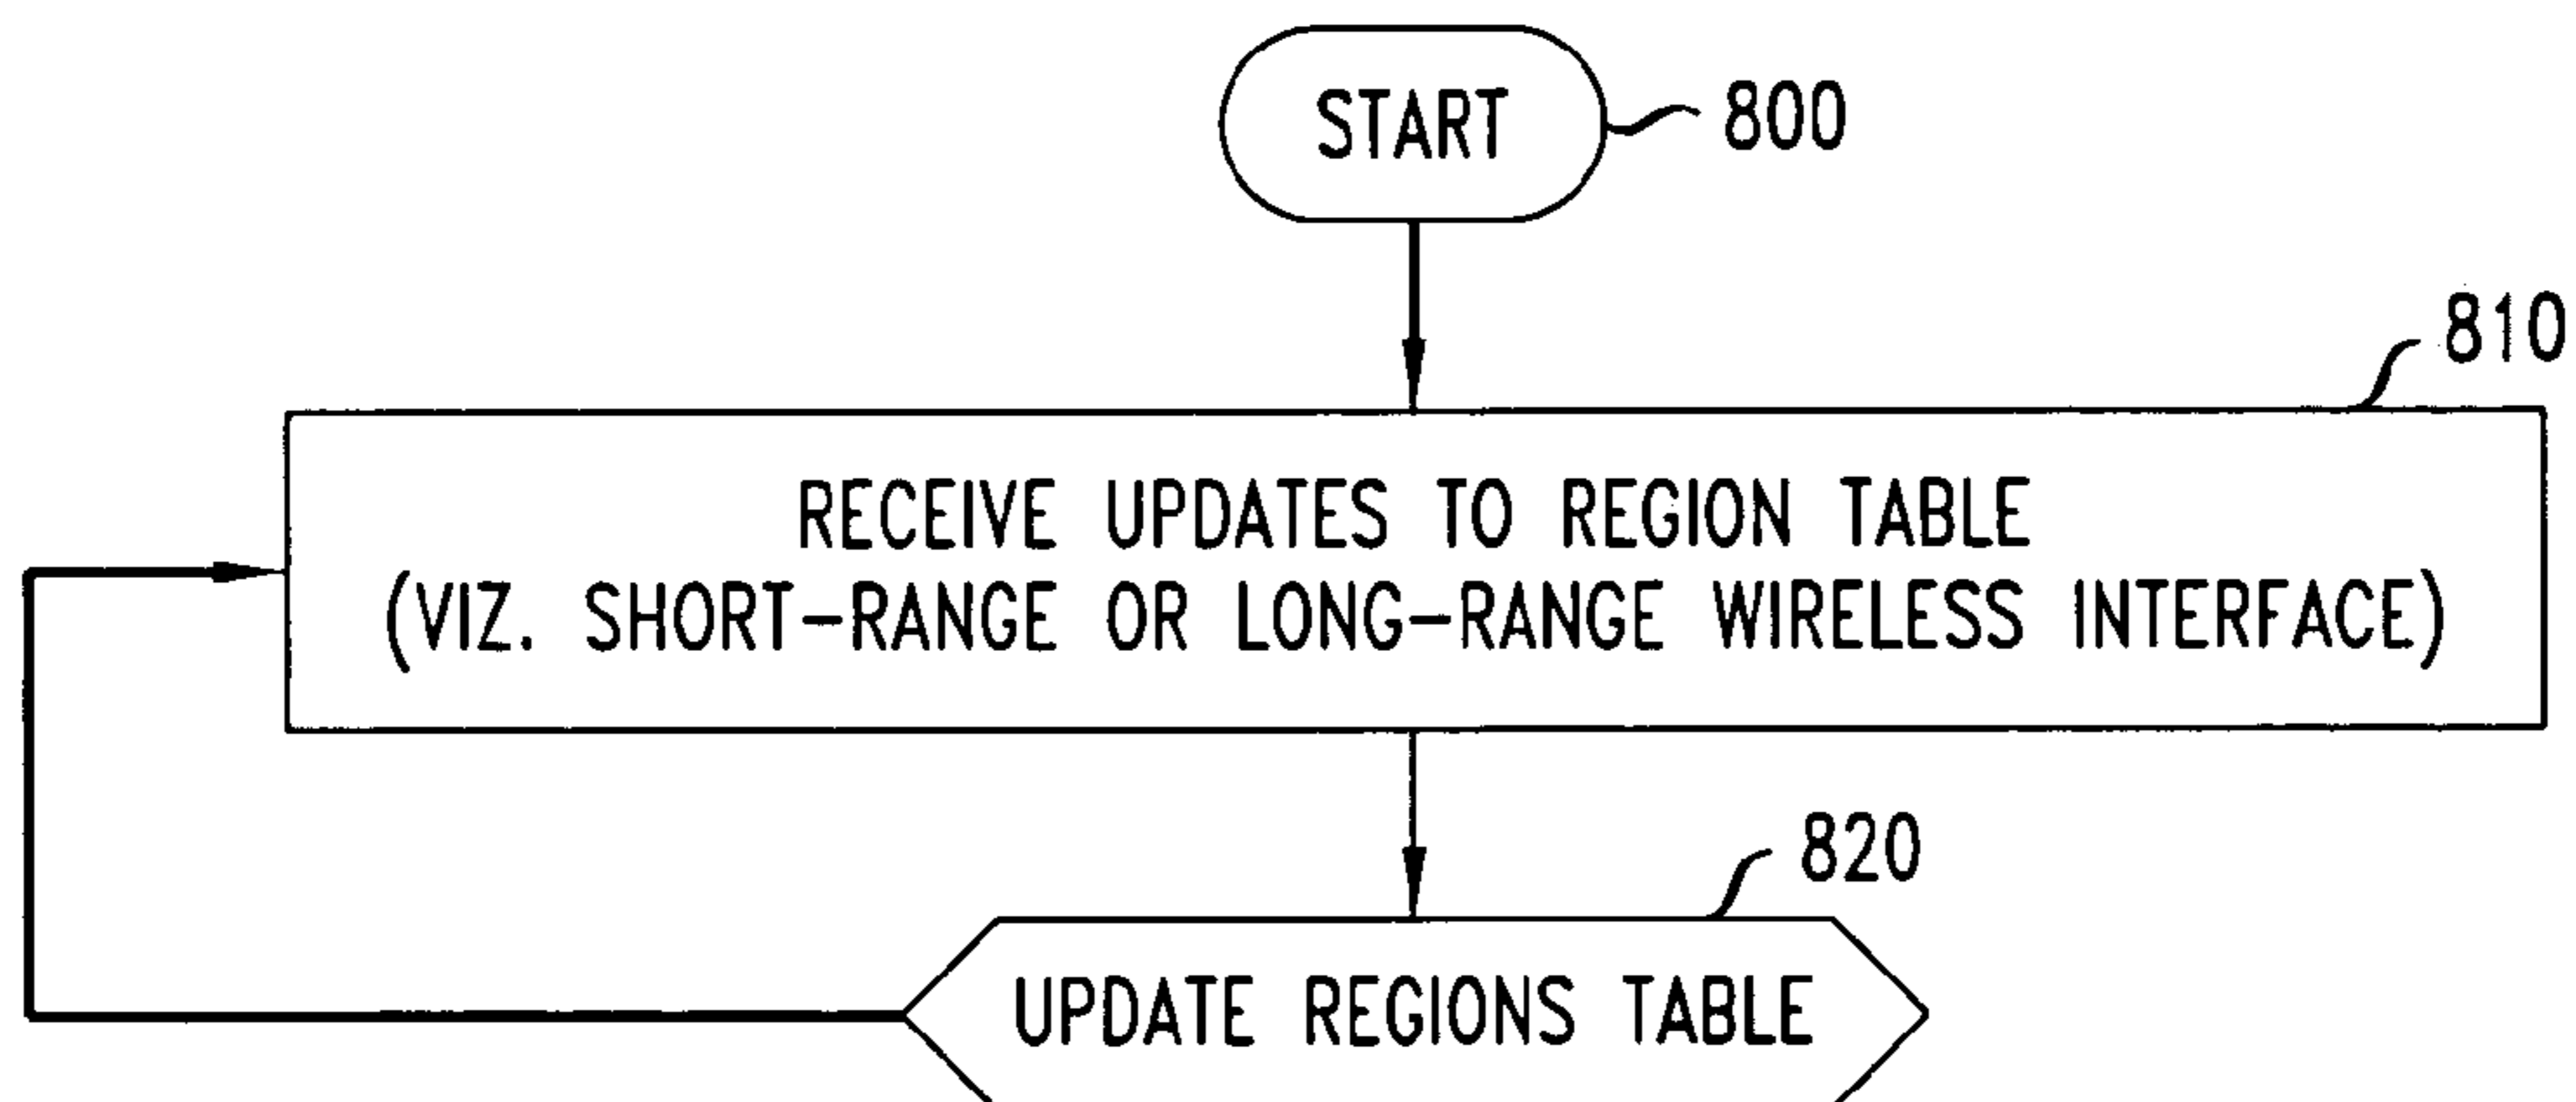 START
800
810
RECEIVE UPDATES TO REGION TABLE
(VIZ. SHORT-RANGE OR LONG-RANGE WIRELESS INTERFACE)
820
UPDATE REGIONS TABLE